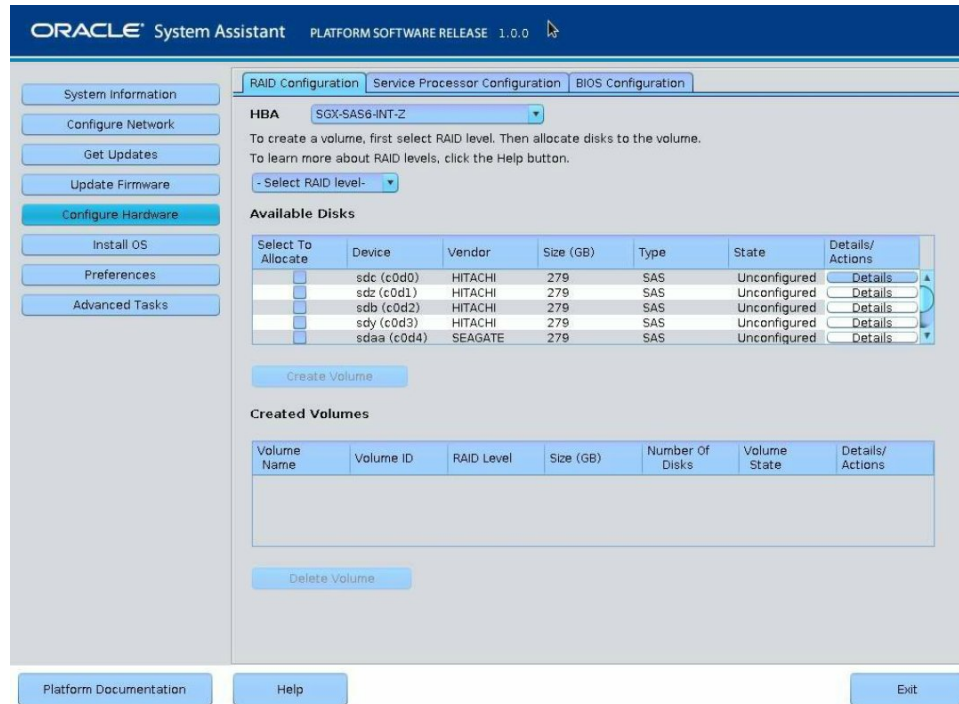 ORACLE System Assistant PLATFORM SOFTWARE RELEASE 1.0.0
System Information
Configure Network
Get Updates
Update Firmware
Configure Hardware
Install OS
Preferences
Advanced Tasks
RAID Configuration Service Processor Configuration BIOS Configuration
HBA SGX-SAS6-INT-Z
To create a volume, first select RAID level. Then allocate disks to the volume.
To learn more about RAID levels, click the Help button.
- Select RAID level-
Available Disks
Select To Allocate Device Vendor Size (GB) Type State Details/ Actions
sdc (c0d0) HITACHI 279 SAS Unconfigured Details
sdz (c0d1) HITACHI 279 SAS Unconfigured Details
sdb (c0d2) HITACHI 279 SAS Unconfigured Details
sdy (c0d3) HITACHI 279 SAS Unconfigured Details
sdaa (c0d4) SEAGATE 279 SAS Unconfigured Details
Create Volume
Created Volumes
Volume Name Volume ID RAID Level Size (GB) Number Of Disks Volume State Details/ Actions
Delete Volume
Platform Documentation Help Exit